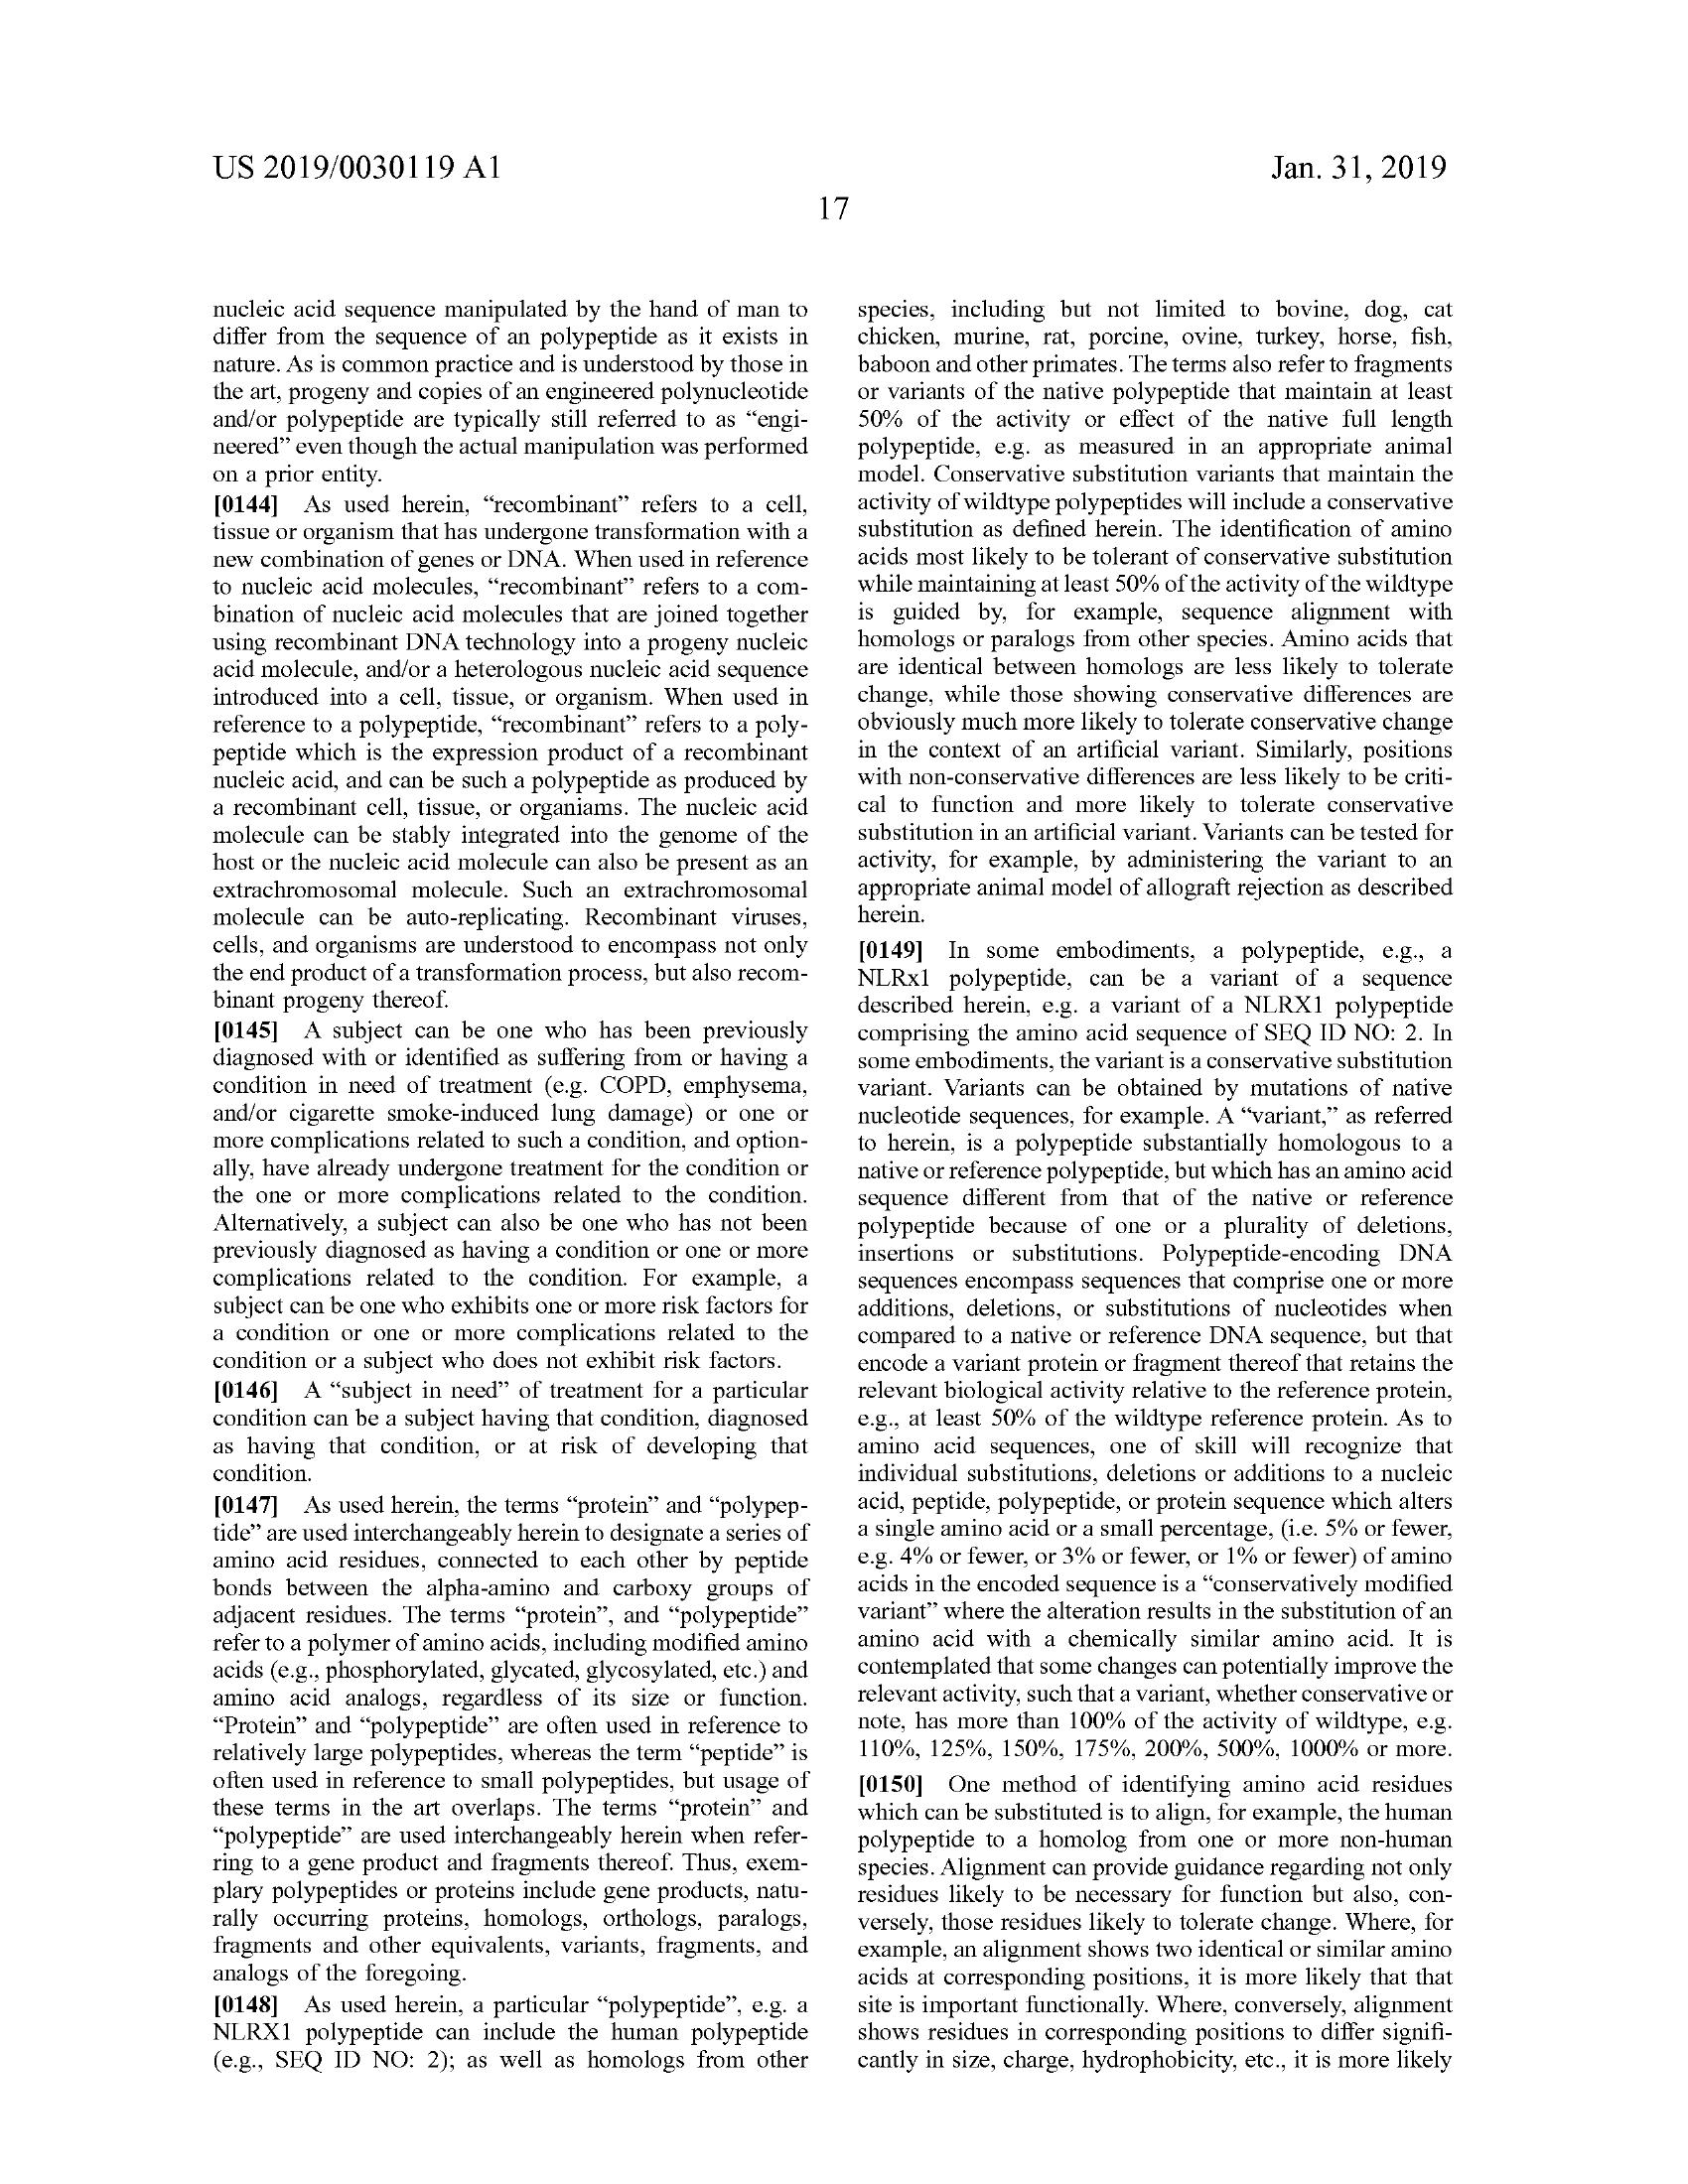 US 2019/0030119 A1
Jan. 31, 2019
17
nucleic acid sequence manipulated by the hand of man to
differ from the sequence of an polypeptide as it exists in
nature. As is common practice and is understood by those in
the art, progeny and copies of an engineered polynucleotide
and/or polypeptide are typically still referred to as “engi-
neered” even though the actual manipulation was performed
on a prior entity.
[0144] As used herein, “recombinant” refers to a cell,
tissue or organism that has undergone transformation with a
new combination of genes or DNA. When used in reference
to nucleic acid molecules, “recombinant” refers to a com-
bination of nucleic acid molecules that are joined together
using recombinant DNA technology into a progeny nucleic
acid molecule, and/or a heterologous nucleic acid sequence
introduced into a cell, tissue, or organism. When used in
reference to a polypeptide, “recombinant” refers to a poly-
peptide which is the expression product of a recombinant
nucleic acid, and can be such a polypeptide as produced by
a recombinant cell, tissue, or organiams. The nucleic acid
molecule can be stably integrated into the genome of the
host or the nucleic acid molecule can also be present as an
extrachromosomal molecule. Such an extrachromosomal
molecule can be auto-replicating. Recombinant viruses,
cells, and organisms are understood to encompass not only
the end product of a transformation process, but also recom-
binant progeny thereof.
[0145] A subject can be one who has been previously
diagnosed with or identified as suffering from or having a
condition in need of treatment (e.g. COPD, emphysema,
and/or cigarette smoke-induced lung damage) or one or
more complications related to such a condition, and option-
ally, have already undergone treatment for the condition or
the one or more complications related to the condition.
Alternatively, a subject can also be one who has not been
previously diagnosed as having a condition or one or more
complications related to the condition. For example, a
subject can be one who exhibits one or more risk factors for
a condition or one or more complications related to the
condition or a subject who does not exhibit risk factors.
[0146] A “subject in need” of treatment for a particular
condition can be a subject having that condition, diagnosed
as having that condition, or at risk of developing that
condition.
[0147] As used herein, the terms “protein” and “polypep-
tide” are used interchangeably herein to designate a series of
amino acid residues, connected to each other by peptide
bonds between the alpha-amino and carboxy groups of
adjacent residues. The terms “protein”, and “polypeptide”
refer to a polymer of amino acids, including modified amino
acids (e.g., phosphorylated, glycated, glycosylated, etc.) and
amino acid analogs, regardless of its size or function.
“Protein” and “polypeptide” are often used in reference to
relatively large polypeptides, whereas the term “peptide” is
often used in reference to small polypeptides, but usage of
these terms in the art overlaps. The terms “protein” and
“polypeptide” are used interchangeably herein when refer-
ring to a gene product and fragments thereof. Thus, exem-
plary polypeptides or proteins include gene products, natu-
rally occurring proteins, homologs, orthologs, paralogs,
fragments and other equivalents, variants, fragments, and
analogs of the foregoing.
[0148] As used herein, a particular “polypeptide”, e.g. a
NLRX1 polypeptide can include the human polypeptide
(e.g., SEQ ID NO: 2); as well as homologs from other
species, including but not limited to bovine, dog, cat
chicken, murine, rat, porcine, ovine, turkey, horse, fish,
baboon and other primates. The terms also refer to fragments
or variants of the native polypeptide that maintain at least
50% of the activity or effect of the native full length
polypeptide, e.g. as measured in an appropriate animal
model. Conservative substitution variants that maintain the
activity of wildtype polypeptides will include a conservative
substitution as defined herein. The identification of amino
acids most likely to be tolerant of conservative substitution
while maintaining at least 50% of the activity of the wildtype
is guided by, for example, sequence alignment with
homologs or paralogs from other species. Amino acids that
are identical between homologs are less likely to tolerate
change, while those showing conservative differences are
obviously much more likely to tolerate conservative change
in the context of an artificial variant. Similarly, positions
with non-conservative differences are less likely to be criti-
cal to function and more likely to tolerate conservative
substitution in an artificial variant. Variants can be tested for
activity, for example, by administering the variant to an
appropriate animal model of allograft rejection as described
herein.
[0149] In some embodiments, a polypeptide, e.g., a
NLRx1 polypeptide, can be a variant of a sequence
described herein, e.g. a variant of a NLRX1 polypeptide
comprising the amino acid sequence of SEQ ID NO: 2. In
some embodiments, the variant is a conservative substitution
variant. Variants can be obtained by mutations of native
nucleotide sequences, for example. A “variant,” as referred
to herein, is a polypeptide substantially homologous to a
native or reference polypeptide, but which has an amino acid
sequence different from that of the native or reference
polypeptide because of one or a plurality of deletions,
insertions or substitutions. Polypeptide-encoding DNA
sequences encompass sequences that comprise one or more
additions, deletions, or substitutions of nucleotides when
compared to a native or reference DNA sequence, but that
encode a variant protein or fragment thereof that retains the
relevant biological activity relative to the reference protein,
e.g., at least 50% of the wildtype reference protein. As to
amino acid sequences, one of skill will recognize that
individual substitutions, deletions or additions to a nucleic
acid, peptide, polypeptide, or protein sequence which alters
a single amino acid or a small percentage, (i.e. 5% or fewer,
e.g. 4% or fewer, or 3% or fewer, or 1% or fewer) of amino
acids in the encoded sequence is a “conservatively modified
variant” where the alteration results in the substitution of an
amino acid with a chemically similar amino acid. It is
contemplated that some changes can potentially improve the
relevant activity, such that a variant, whether conservative or
note, has more than 100% of the activity of wildtype, e.g.
110%, 125%, 150%, 175%, 200%, 500%, 1000% or more.
[0150] One method of identifying amino acid residues
which can be substituted is to align, for example, the human
polypeptide to a homolog from one or more non-human
species. Alignment can provide guidance regarding not only
residues likely to be necessary for function but also, con-
versely, those residues likely to tolerate change. Where, for
example, an alignment shows two identical or similar amino
acids at corresponding positions, it is more likely that that
site is important functionally. Where, conversely, alignment
shows residues in corresponding positions to differ signifi-
cantly in size, charge, hydrophobicity, etc., it is more likely